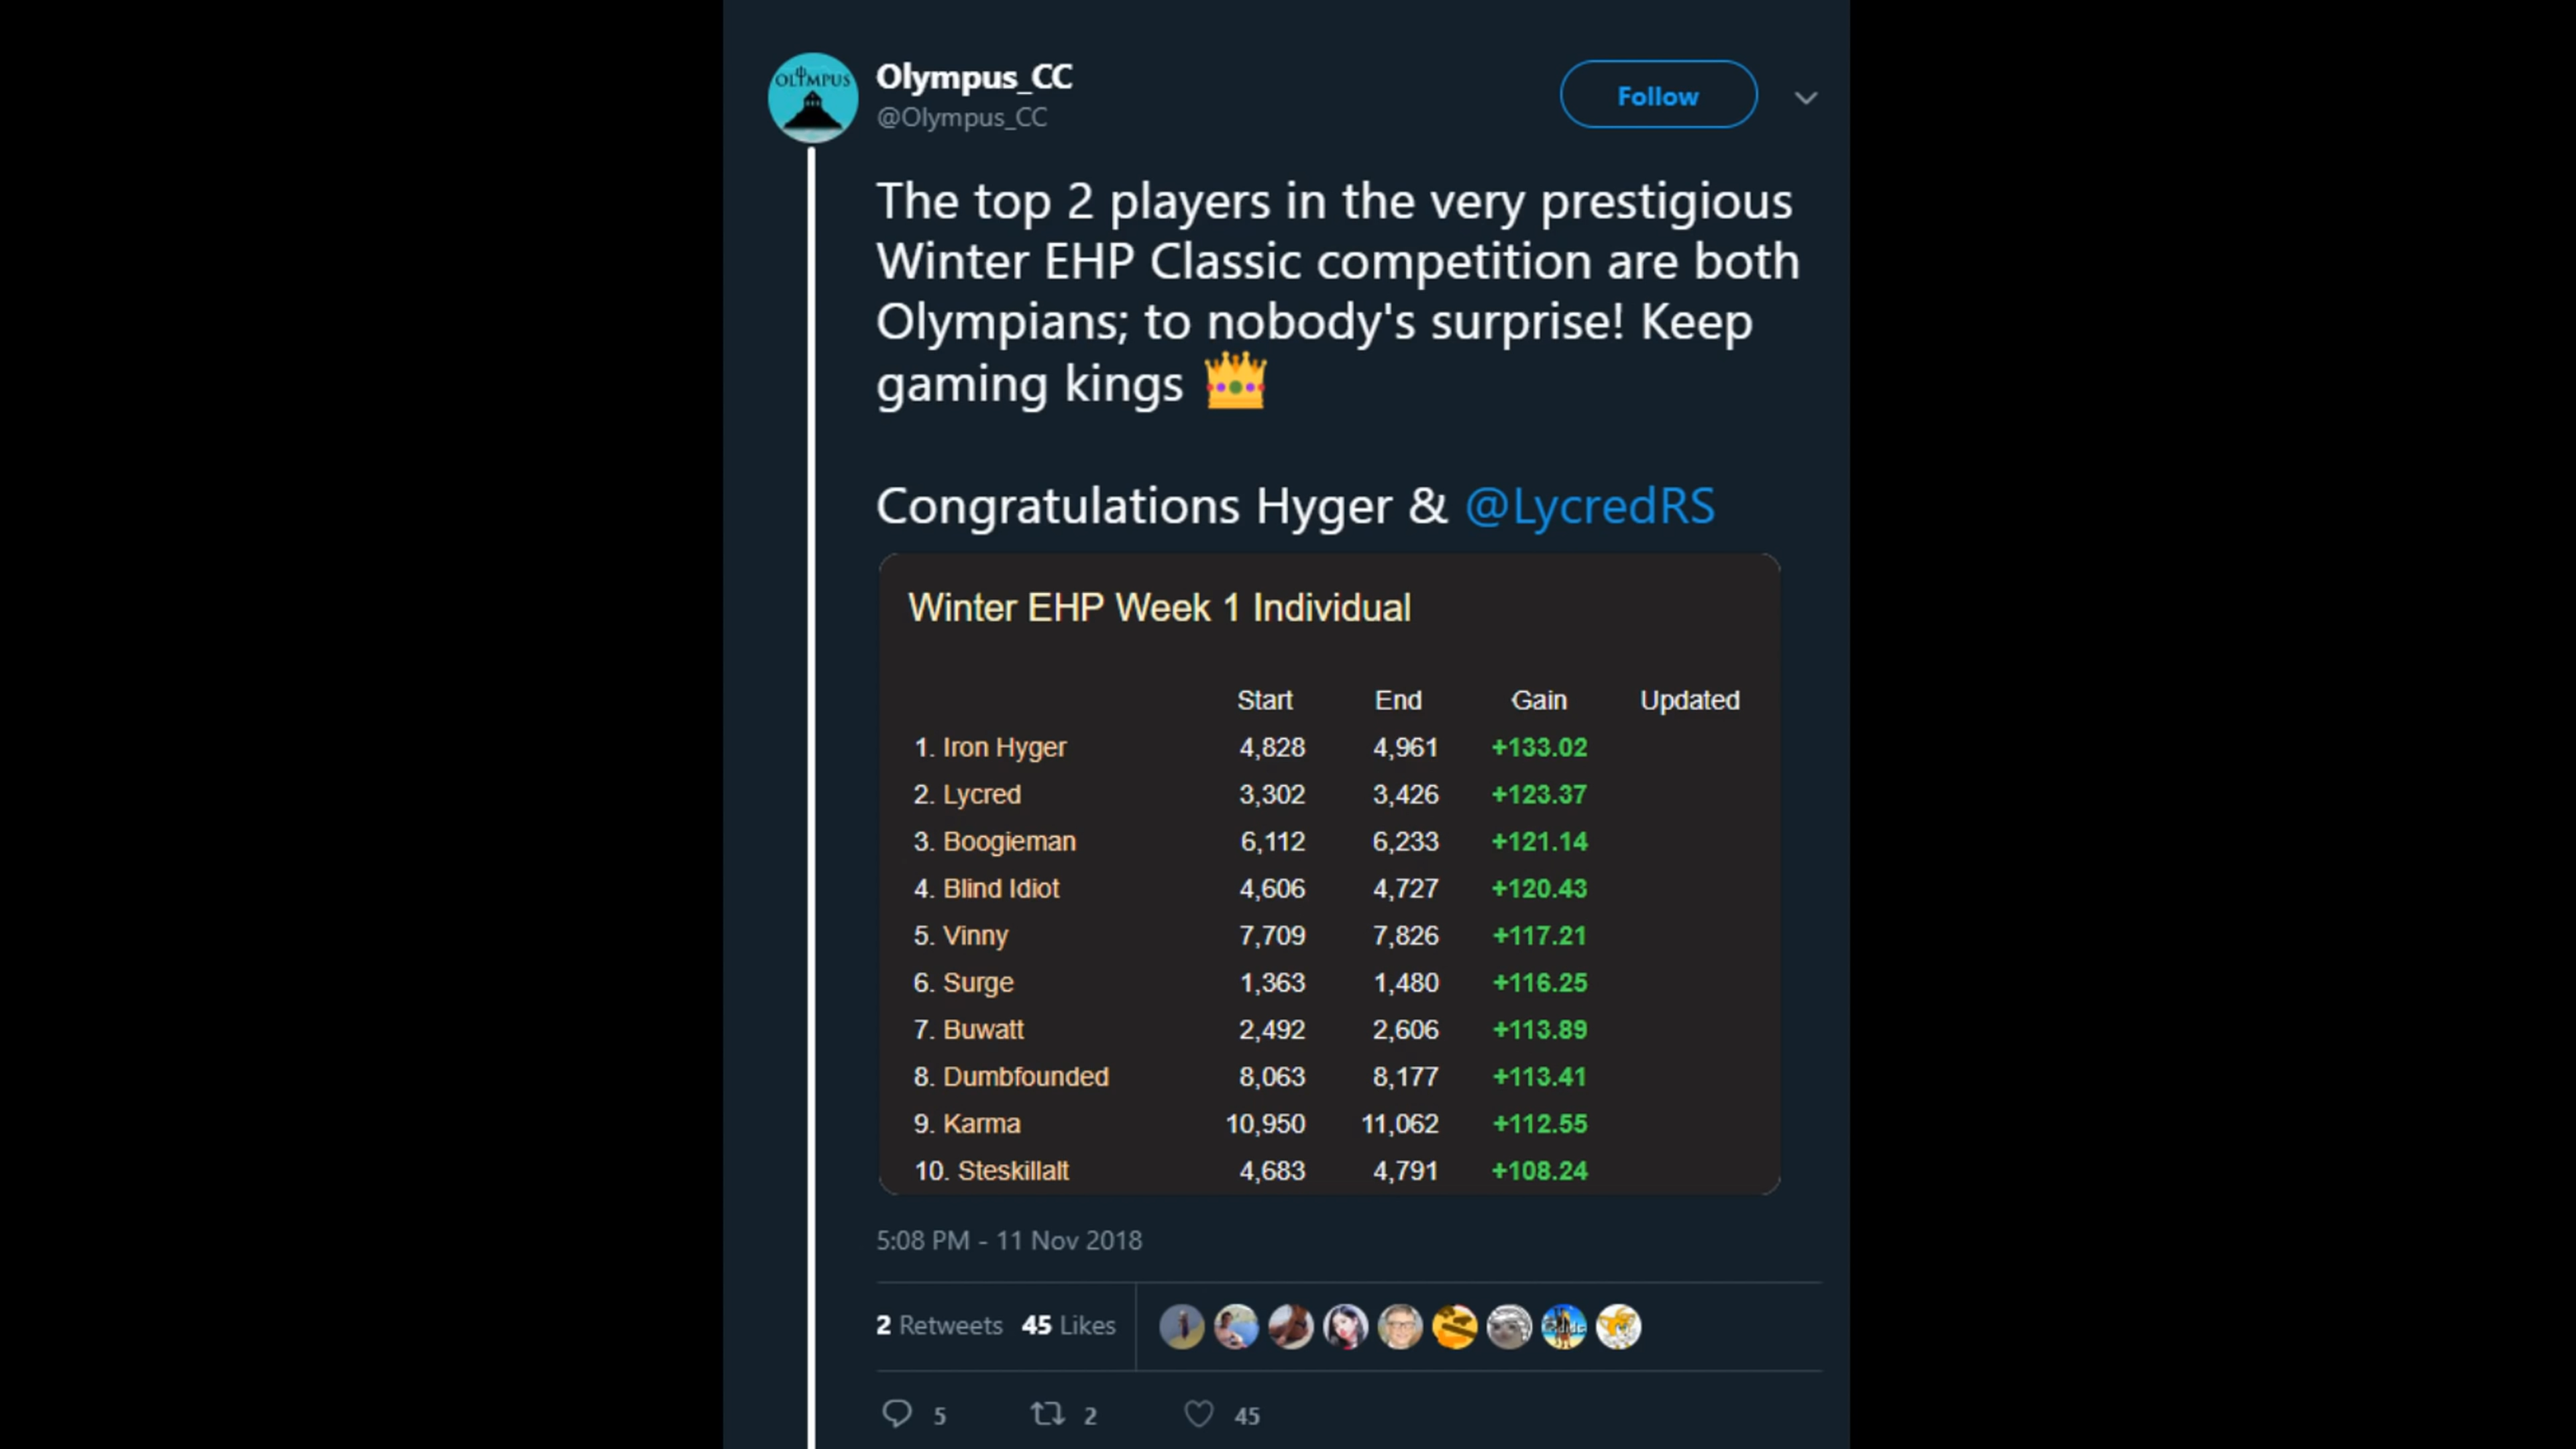 OLYMPUS
Olympus_CC
@Olympus_CC
Follow
The top 2 players in the very prestigious
Winter EHP Classic competition are both
Olympians; to nobody's surprise! Keep
gaming kings
Congratulations Hyger & @LycredRS
Winter EHP Week 1 Individual
Start End Gain Updated
1. Iron Hyger 4,828 4,961 +133.02
2. Lycred 3,302 3,426 +123.37
3. Boogieman 6,112 6,233 +121.14
4. Blind Idiot 4,606 4,727 +120.43
5. Vinny 7,709 7,826 +117.21
6. Surge 1,363 1,480 +116.25
7. Buwatt 2,492 2,606 +113.89
8. Dumbfounded 8,063 8,177 +113.41
9. Karma 10,950 11,062 +112.55
10. Steskillalt 4,683 4,791 +108.24
5:08 PM - 11 Nov 2018
2 Retweets 45 Likes
5 2 45